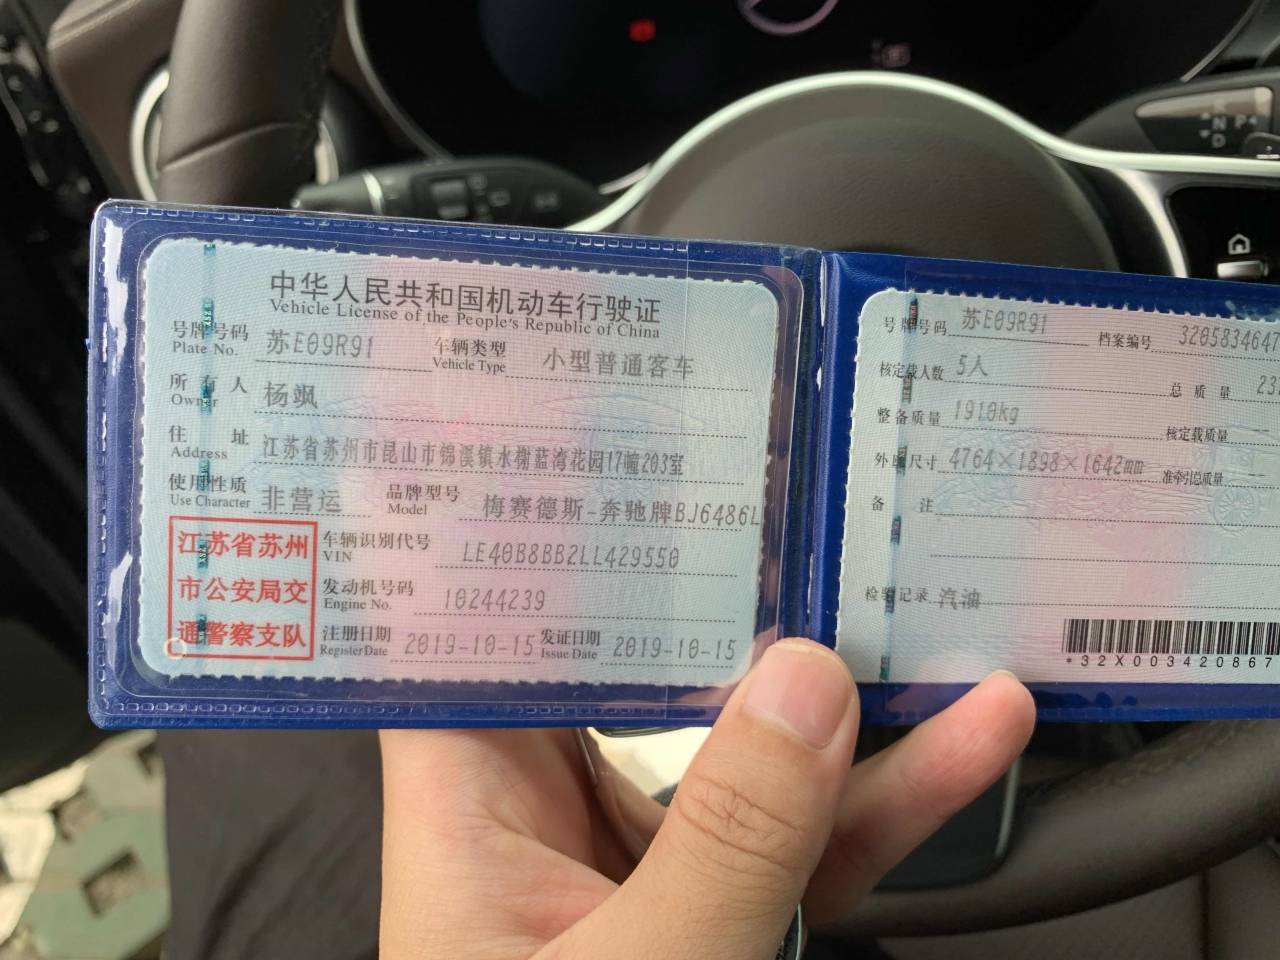 中华人民共和国机动车行驶证
Vehicle License of the People's Republic of China
号牌号码 苏E09R91 车辆类型 小型普通客车
Plate No. Vehicle Type
所有人 杨飒
Owner
住址 江苏省苏州市昆山市锦溪镇水榭蓝湾花园17幢203室
Address
使用性质 非营运 品牌型号 梅赛德斯-奔驰牌BJ6486L
Use Character Model
江苏省苏州
市公安局交
通警察支队
车辆识别代号 LE40B8BB2LL429550
VIN
发动机号码 10244239
Engine No.
注册日期 2019-10-15 发证日期 2019-10-15
Register Date Issue Date
号牌号码 苏E09R91 档案编号 3205834647
核定载人数 5人 总质量 23
整备质量 1910kg 核定载质量
外廓尺寸 4764×1898×1642mm 准牵引总质量
备注
检验记录 汽油
*32X003420867
N P
D